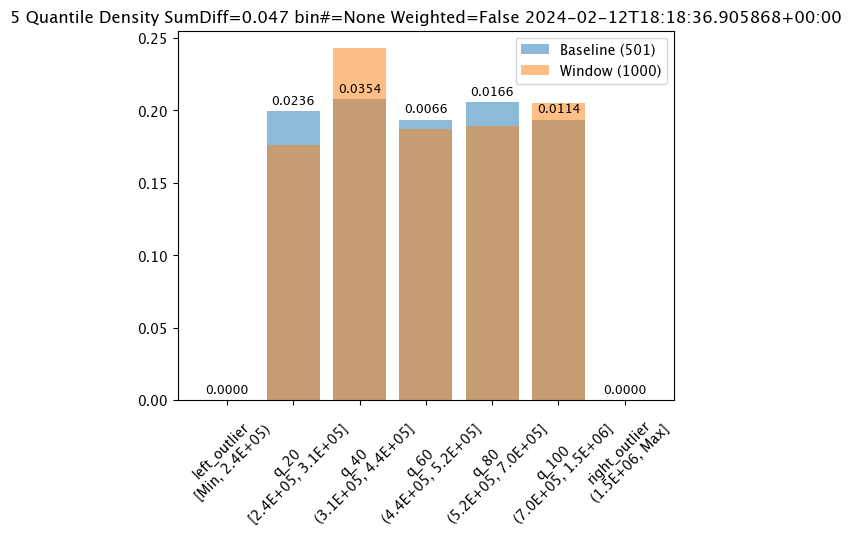 5 Quantile Density SumDiff=0.047 bin#=None Weighted=False 2024-02-12T18:18:36.905868+00:00
0.25
0.20
0.15
0.10
0.05
0.00
Baseline (501)
Window (1000)
0.0000
0.0236
0.0354
0.0066
0.0166
0.0114
0.0000
left_outlier
[Min, 2.4E+05)
q_20
[2.4E+05, 3.1E+05]
q_40
(3.1E+05, 4.4E+05]
q_60
(4.4E+05, 5.2E+05]
q_80
(5.2E+05, 7.0E+05]
q_100
(7.0E+05, 1.5E+06]
right_outlier
(1.5E+06, Max]